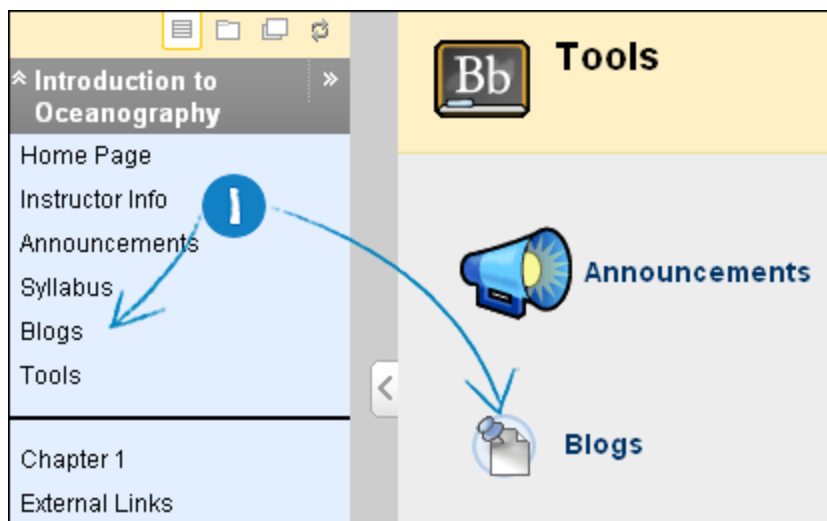 Introduction to
Oceanography
Home Page
Instructor Info
Announcements
Syllabus
Blogs
Tools
Chapter 1
External Links
1
Bb
Tools
Announcements
Blogs